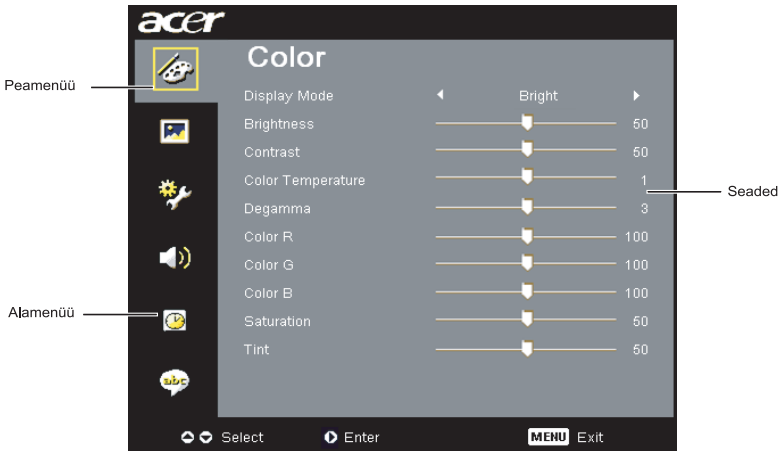 acer
Color
Peamenüü
Display Mode Bright
Brightness 50
Contrast 50
Color Temperature 1
Seaded
Degamma 3
Color R 100
Color G 100
Color B 100
Alamenüü
Saturation 50
Tint 50
abc
Select Enter MENU Exit